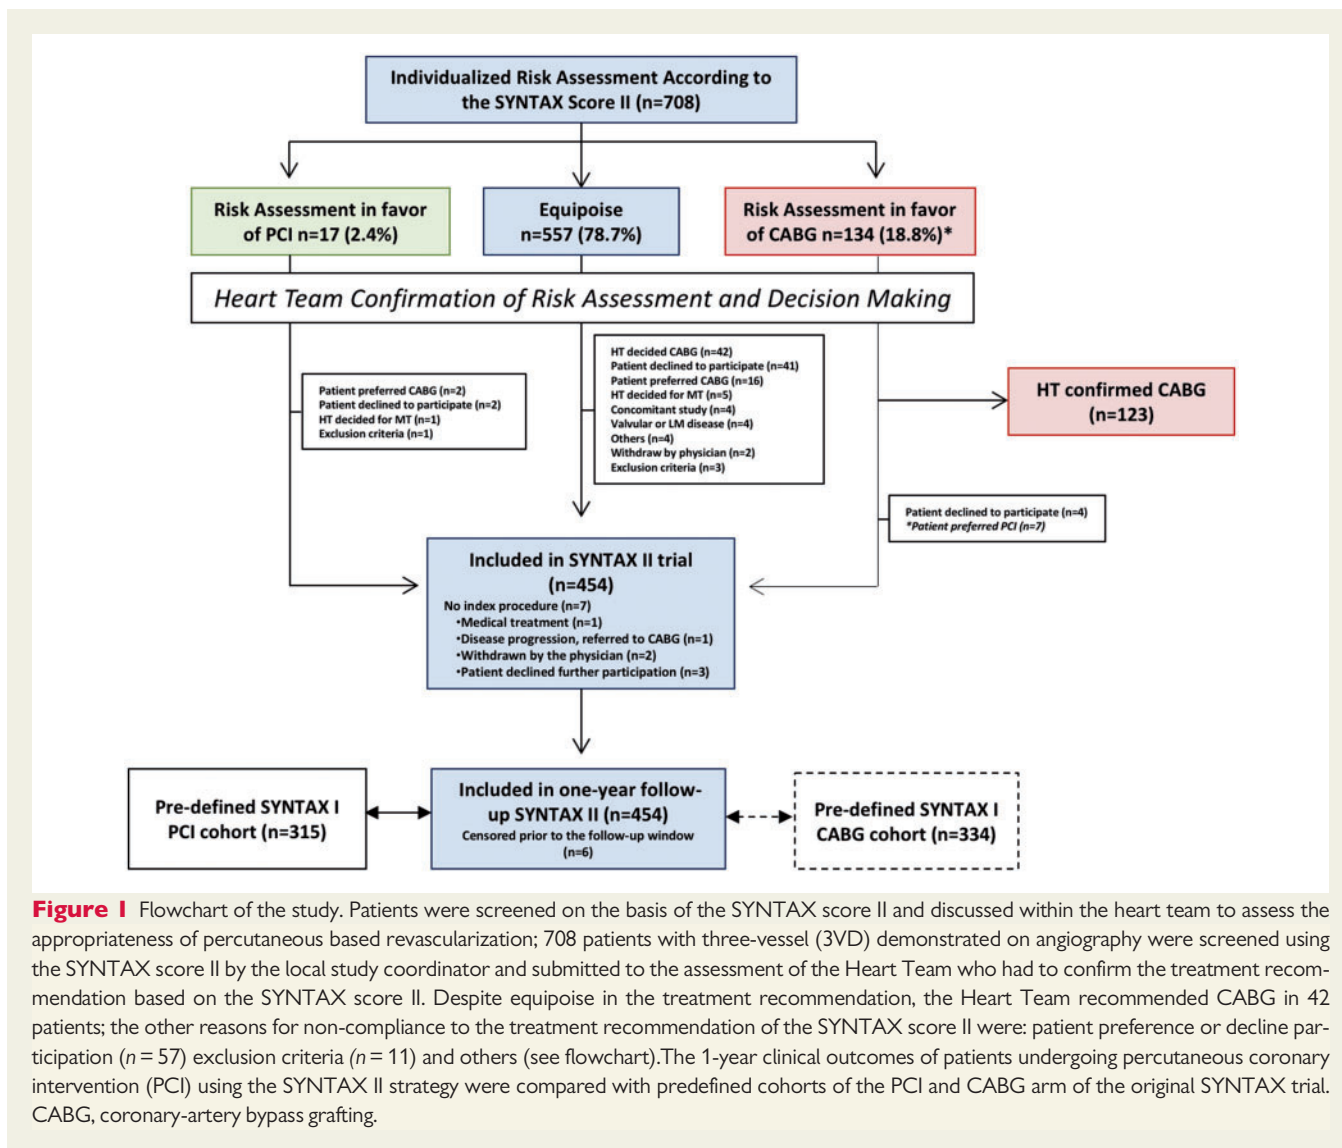 Individualized Risk Assessment According to
the SYNTAX Score II (n=708)
Risk Assessment in favor
of PCI n=17 (2.4%)
Equipoise
n=557 (78.7%)
Risk Assessment in favor
of CABG n=134 (18.8%)*
Heart Team Confirmation of Risk Assessment and Decision Making
Patient preferred CABG (n=2)
Patient declined to participate (n=2)
HT decided for MT (n=1)
Exclusion criteria (n=1)
HT decided CABG (n=42)
Patient declined to participate (n=41)
Patient preferred CABG (n=16)
HT decided for MT (n=5)
Concomitant study (n=4)
Valvular or LM disease (n=4)
Others (n=4)
Withdraw by physician (n=2)
Exclusion criteria (n=3)
HT confirmed CABG
(n=123)
Patient declined to participate (n=4)
*Patient preferred PCI (n=7)
Included in SYNTAX II trial
(n=454)
No index procedure (n=7)
•Medical treatment (n=1)
•Disease progression, referred to CABG (n=1)
•Withdrawn by the physician (n=2)
•Patient declined further participation (n=3)
Pre-defined SYNTAX I
PCI cohort (n=315)
Included in one-year follow-
up SYNTAX II (n=454)
Censored prior to the follow-up window
(n=6)
Pre-defined SYNTAX I
CABG cohort (n=334)
Figure 1 Flowchart of the study. Patients were screened on the basis of the SYNTAX score II and discussed within the heart team to assess the
appropriateness of percutaneous based revascularization; 708 patients with three-vessel (3VD) demonstrated on angiography were screened using
the SYNTAX score II by the local study coordinator and submitted to the assessment of the Heart Team who had to confirm the treatment recom-
mendation based on the SYNTAX score II. Despite equipoise in the treatment recommendation, the Heart Team recommended CABG in 42
patients; the other reasons for non-compliance to the treatment recommendation of the SYNTAX score II were: patient preference or decline par-
ticipation (n = 57) exclusion criteria (n = 11) and others (see flowchart).The 1-year clinical outcomes of patients undergoing percutaneous coronary
intervention (PCI) using the SYNTAX II strategy were compared with predefined cohorts of the PCI and CABG arm of the original SYNTAX trial.
CABG, coronary-artery bypass grafting.